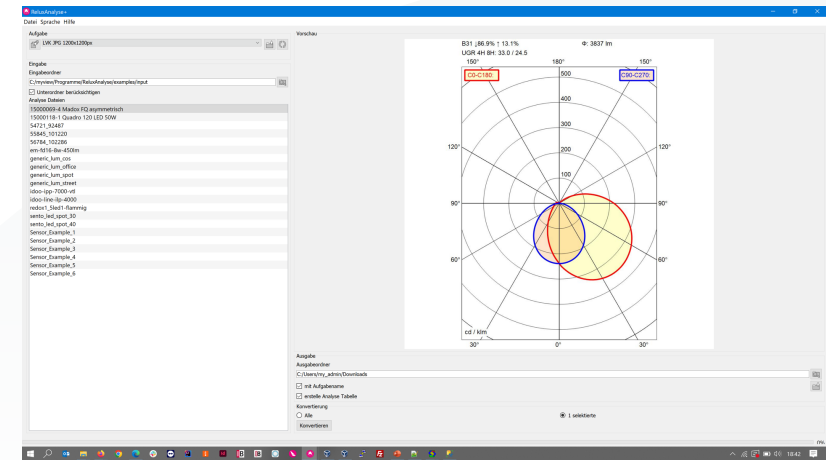 ReluxAnalyse+
Datei Sprache Hilfe
Aufgabe
LVK JPG 1200x1200px
Eingabe
Eingabeordner
C:/myview/Programme/ReluxAnalyse/examples/input
Unterordner berücksichtigen
Analyse Dateien
15000069-4 Mados FQ asymmetrisch
15000118-1 Quadro 120 LED 50W
54721_92487
55845_101220
56784_102286
em-fd16-8w-450lm
generic_lum_cos
generic_lum_office
generic_lum_spot
generic_lum_street
idoo-ipp-7000-vtl
idoo-line-ilp-4000
redox1_5led1-flammig
sento_led_spot_30
sento_led_spot_40
Sensor_Example_1
Sensor_Example_2
Sensor_Example_3
Sensor_Example_4
Sensor_Example_5
Sensor_Example_6
Vorschau
B31 ↓86.9% ↑ 13.1% Φ: 3837 lm
UGR 4H 8H: 33.0 / 24.5
150° 180° 150°
C0-C180 500 C90-C270
400
300
120° 200 120°
100
90° 90°
60° 60°
cd / klm
30° 0° 30°
Ausgabe
Ausgabeordner
C:/Users/my_admin/Downloads
mit Aufgabename
erstelle Analyse Tabelle
Konvertierung
Alle 1 selektierte
Konvertieren
18:42